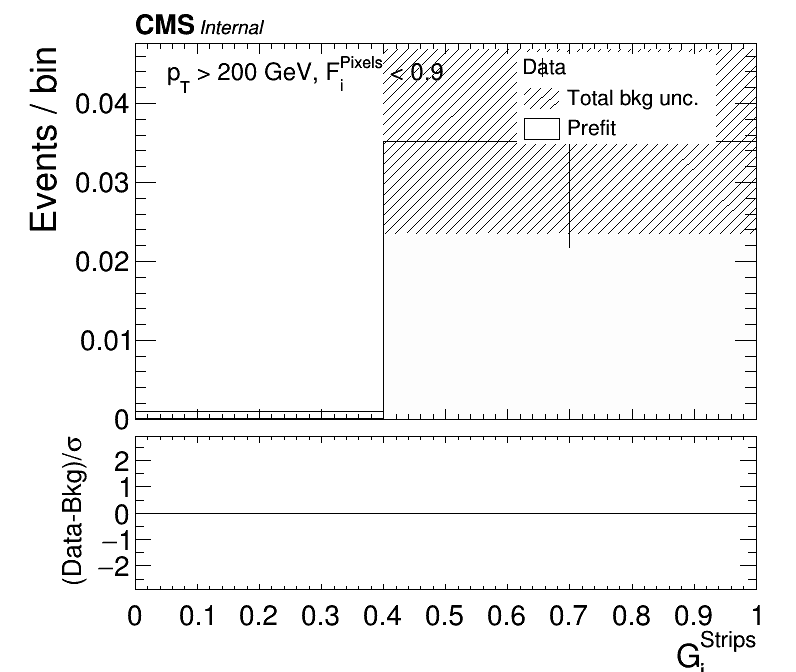 CMS Internal
p_T > 200 GeV, F_i^Pixels < 0.9
Data
Total bkg unc.
Prefit
Events / bin
0.04
0.03
0.02
0.01
0
(Data-Bkg)/σ
2
1
0
−1
−2
0 0.1 0.2 0.3 0.4 0.5 0.6 0.7 0.8 0.9 1
G_i^Strips